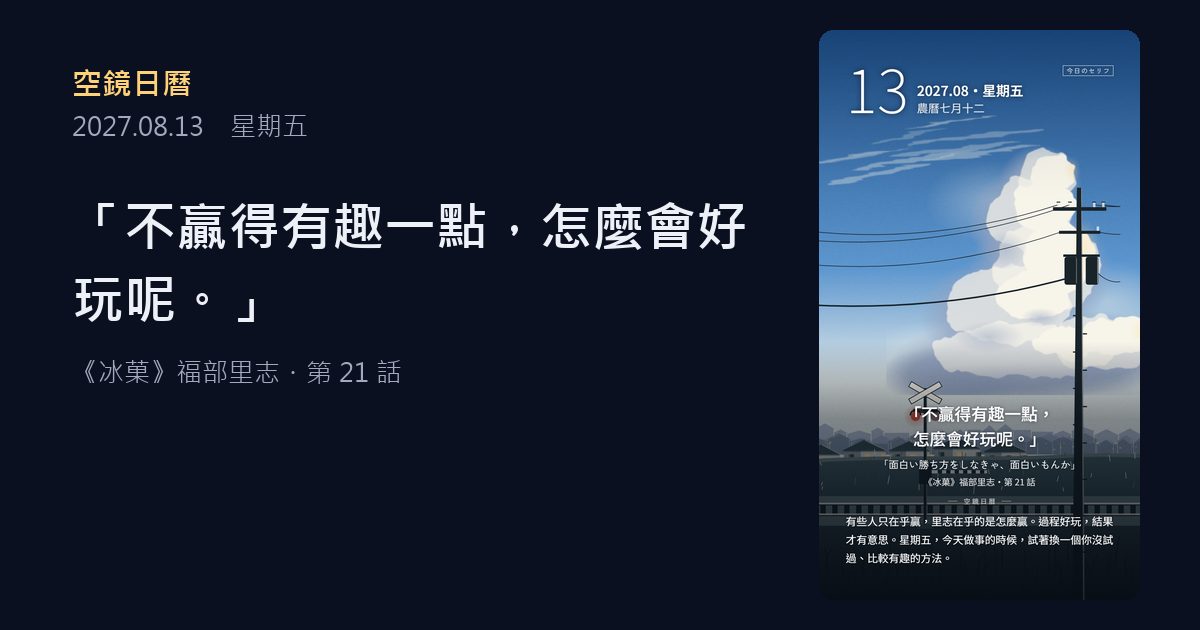 空鏡日曆
2027.08.13 星期五
「不贏得有趣一點，怎麼會好
玩呢。」
《冰菓》福部里志・第 21 話
13
2027.08・星期五
農曆七月十二
今日のセリフ
「不贏得有趣一點，
怎麼會好玩呢。」
「面白い勝ち方をしなきゃ、面白いもんか」
《冰菓》福部里志・第 21 話
— 空鏡日曆 —
有些人只在乎贏，里志在乎的是怎麼贏。過程好玩，結果
才有意思。星期五，今天做事的時候，試著換一個你沒試
過、比較有趣的方法。